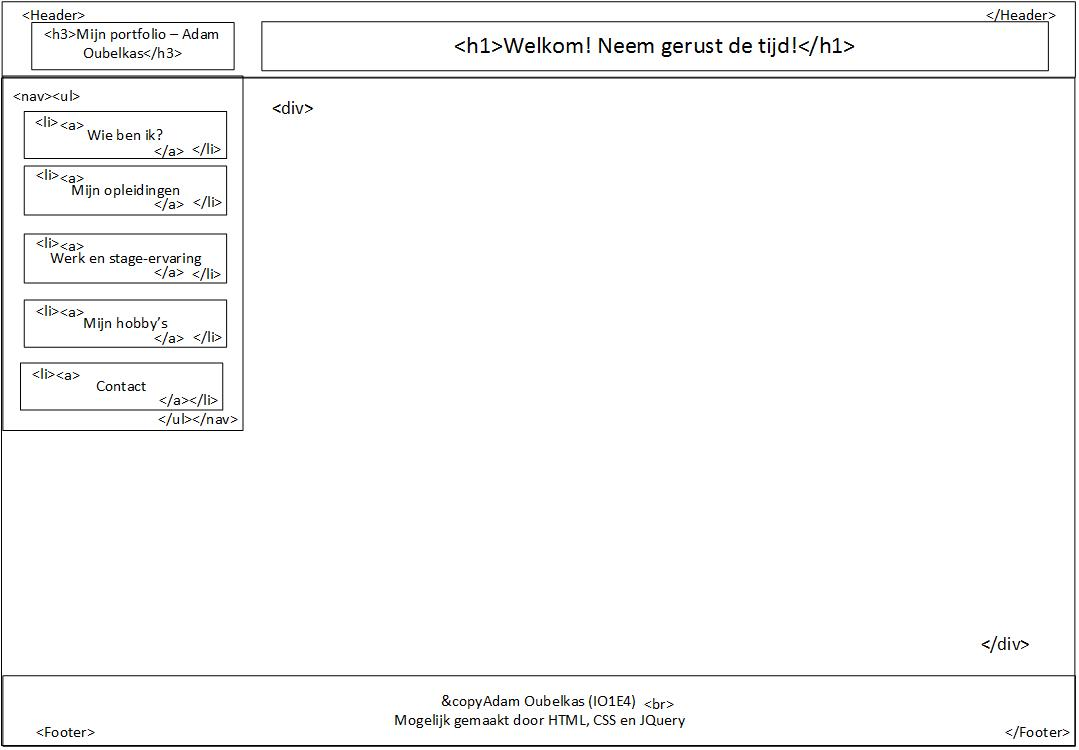 <Header>
</Header>
<h3>Mijn portfolio – Adam
Oubelkas</h3>
<h1>Welkom! Neem gerust de tijd!</h1>
<nav><ul>
<li><a>
Wie ben ik?
</a> </li>
<li><a>
Mijn opleidingen
</a> </li>
<li><a>
Werk en stage-ervaring
</a> </li>
<li><a>
Mijn hobby’s
</a> </li>
<li><a>
Contact
</a></li>
</ul></nav>
<div>
</div>
&copyAdam Oubelkas (IO1E4) <br>
Mogelijk gemaakt door HTML, CSS en JQuery
<Footer>
</Footer>